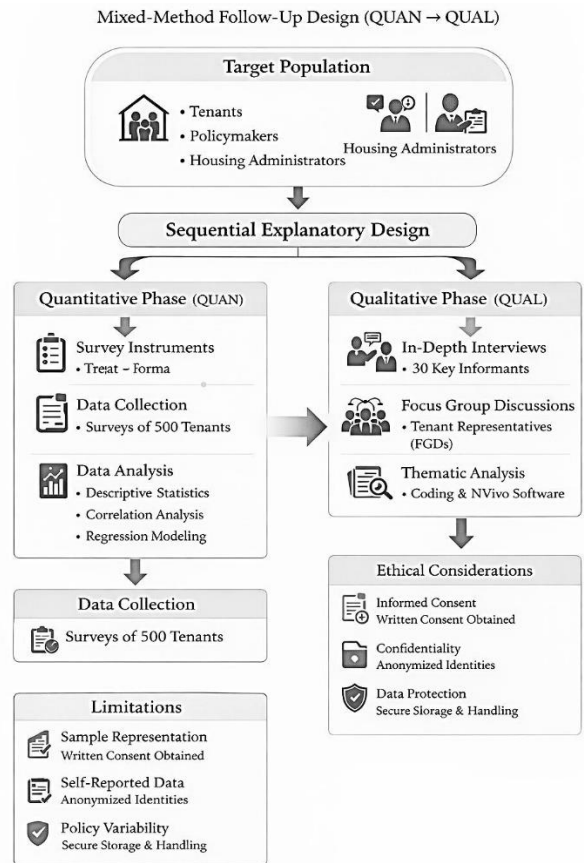 Mixed-Method Follow-Up Design (QUAN → QUAL)
Target Population
• Tenants
• Policymakers
• Housing Administrators
Housing Administrators
Sequential Explanatory Design
Quantitative Phase (QUAN)
Survey Instruments
• Treat – Forma
Data Collection
• Surveys of 500 Tenants
Data Analysis
• Descriptive Statistics
• Correlation Analysis
• Regression Modeling
Data Collection
Surveys of 500 Tenants
Limitations
Sample Representation
Written Consent Obtained
Self-Reported Data
Anonymized Identities
Policy Variability
Secure Storage & Handling
Qualitative Phase (QUAL)
In-Depth Interviews
• 30 Key Informants
Focus Group Discussions
• Tenant Representatives
(FGDs)
Thematic Analysis
• Coding & NVivo Software
Ethical Considerations
Informed Consent
Written Consent Obtained
Confidentiality
Anonymized Identities
Data Protection
Secure Storage & Handling